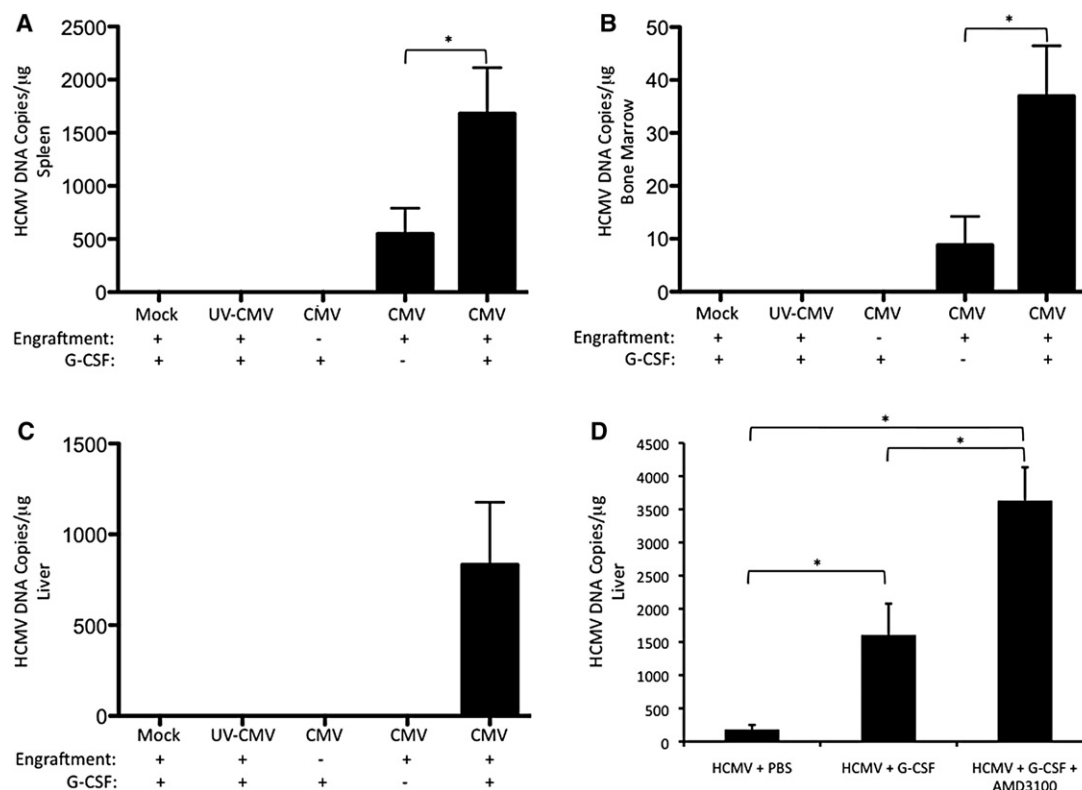 A
HCMV DNA Copies/µg
Spleen
2500
2000
1500
1000
500
0
*
Mock UV-CMV CMV CMV CMV
Engraftment: + + - + +
G-CSF: + + + - +
B
HCMV DNA Copies/µg
Bone Marrow
50
40
30
20
10
0
*
Mock UV-CMV CMV CMV CMV
Engraftment: + + - + +
G-CSF: + + + - +
C
HCMV DNA Copies/µg
Liver
1500
1000
500
0
Mock UV-CMV CMV CMV CMV
Engraftment: + + - + +
G-CSF: + + + - +
D
HCMV DNA Copies/µg
Liver
4500
4000
3500
3000
2500
2000
1500
1000
500
0
*
*
*
HCMV + PBS HCMV + G-CSF HCMV + G-CSF +
AMD3100